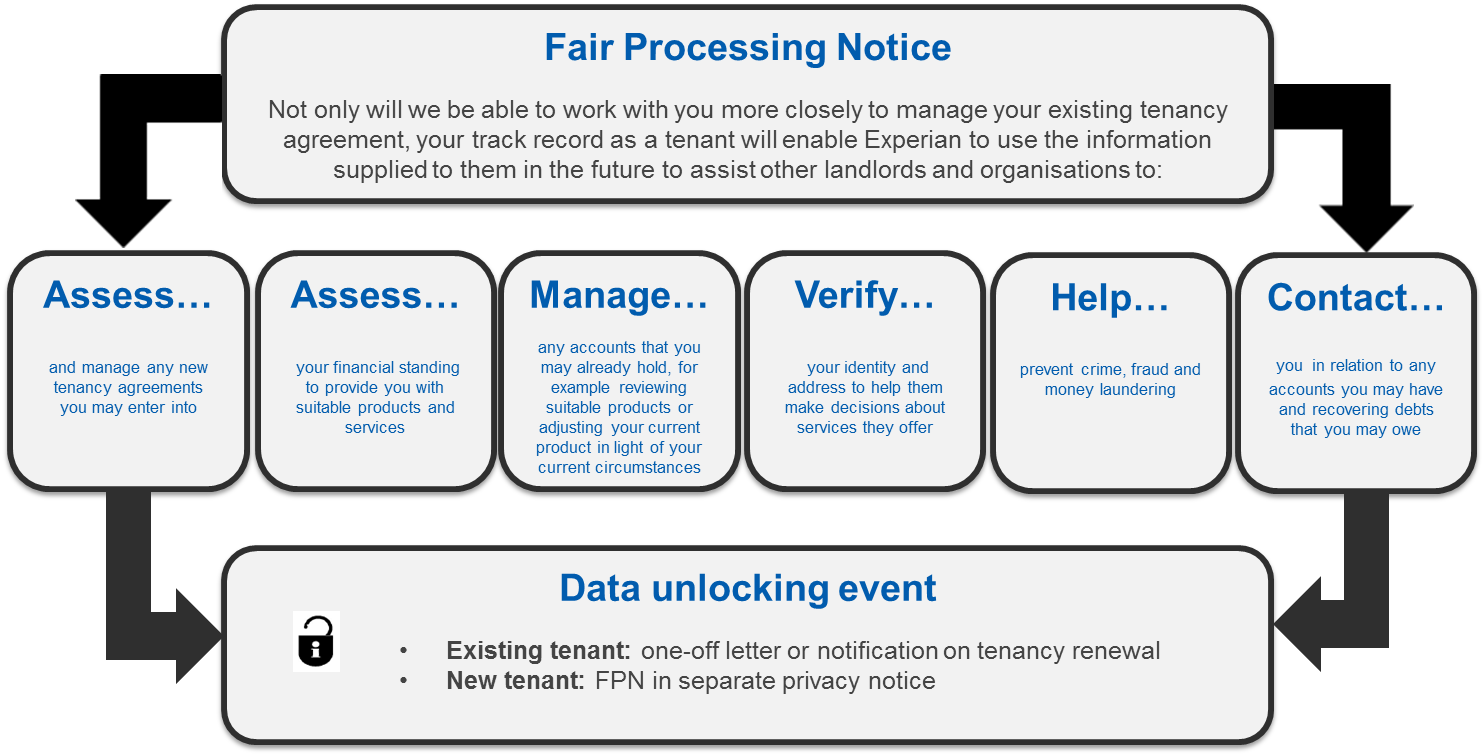 Fair Processing Notice
Not only will we be able to work with you more closely to manage your existing tenancy
agreement, your track record as a tenant will enable Experian to use the information
supplied to them in the future to assist other landlords and organisations to:
Assess…
and manage any new
tenancy agreements
you may enter into
Assess…
your financial standing
to provide you with
suitable products and
services
Manage…
any accounts that you
may already hold, for
example reviewing
suitable products or
adjusting your current
product in light of your
current circumstances
Verify…
your identity and
address to help them
make decisions about
services they offer
Help…
prevent crime, fraud and
money laundering
Contact…
you in relation to any
accounts you may have
and recovering debts
that you may owe
Data unlocking event
i
• Existing tenant: one-off letter or notification on tenancy renewal
• New tenant: FPN in separate privacy notice